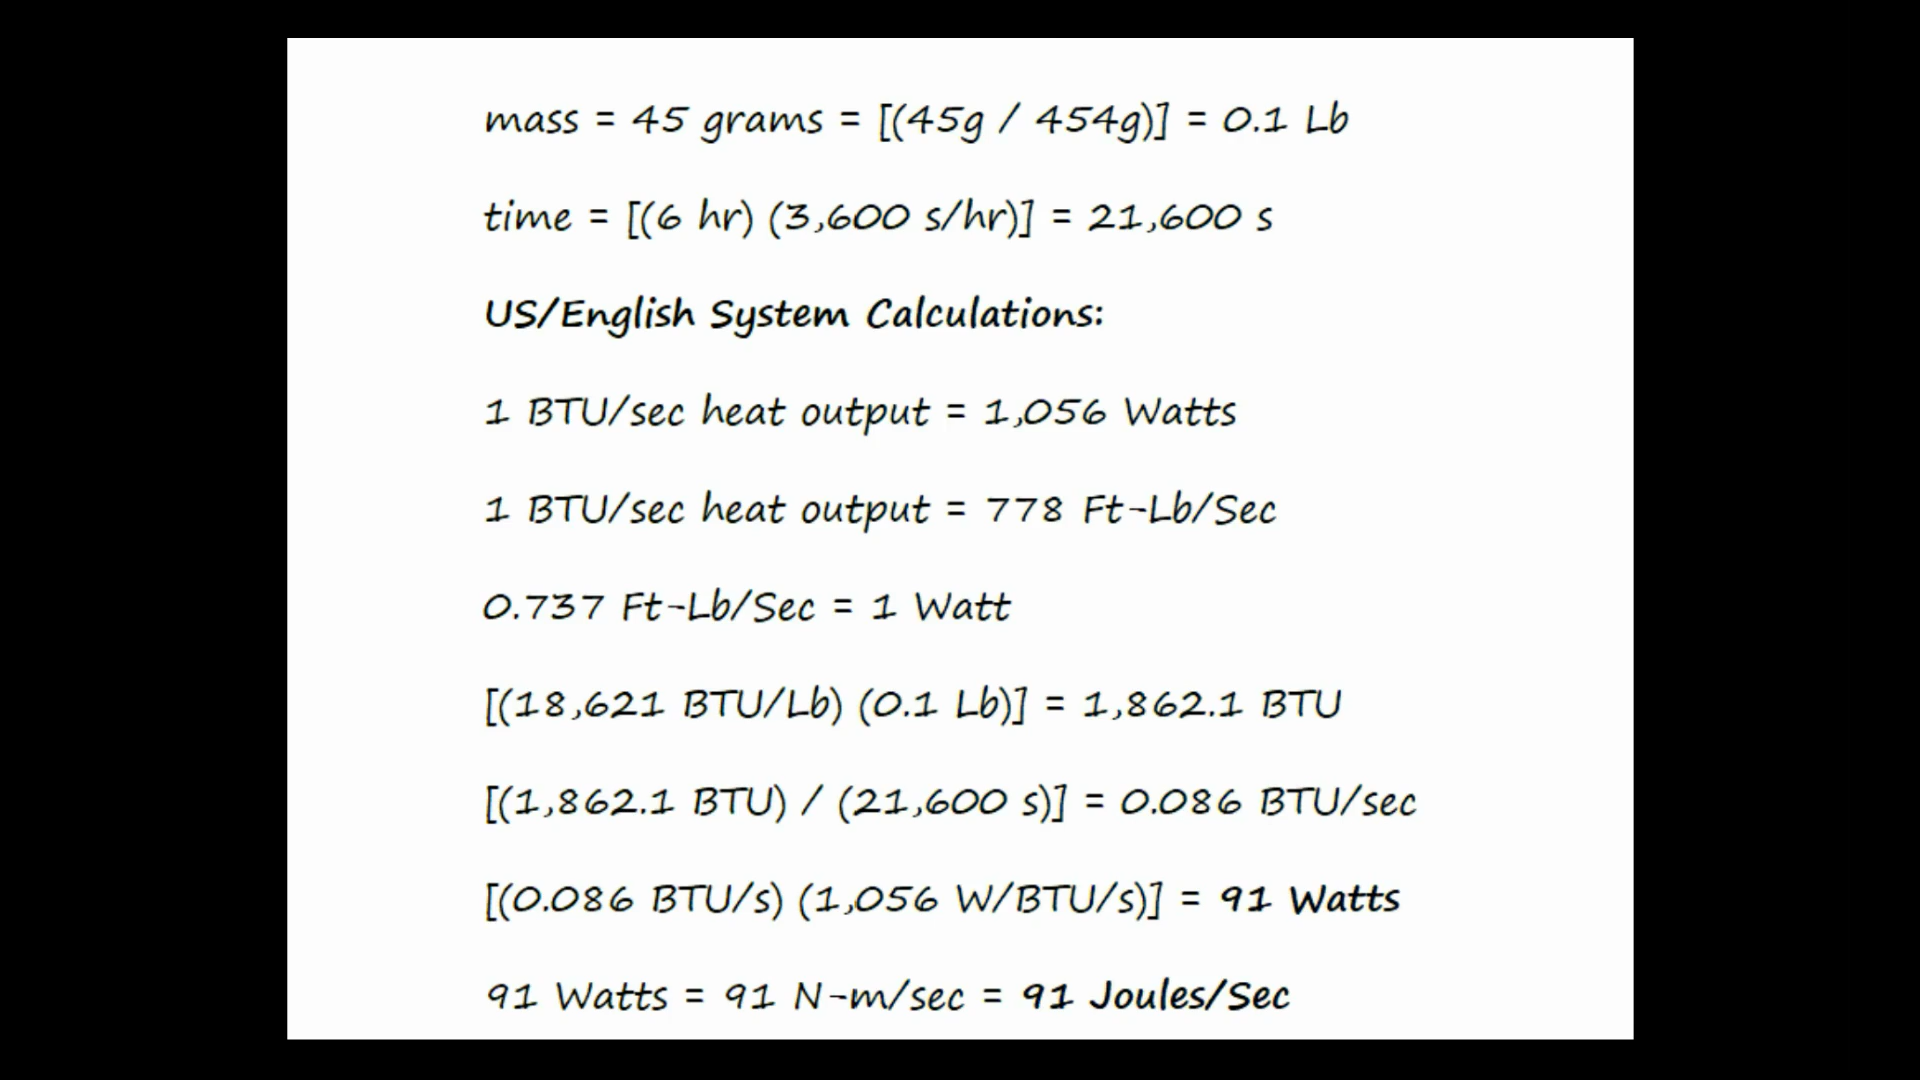 mass = 45 grams = [(45g / 454g)] = 0.1 Lb
time = [(6 hr) (3,600 s/hr)] = 21,600 s
US/English System Calculations:
1 BTU/sec heat output = 1,056 Watts
1 BTU/sec heat output = 778 Ft-Lb/Sec
0.737 Ft-Lb/Sec = 1 Watt
[(18,621 BTU/Lb) (0.1 Lb)] = 1,862.1 BTU
[(1,862.1 BTU) / (21,600 s)] = 0.086 BTU/sec
[(0.086 BTU/s) (1,056 W/BTU/s)] = 91 Watts
91 Watts = 91 N-m/sec = 91 Joules/Sec